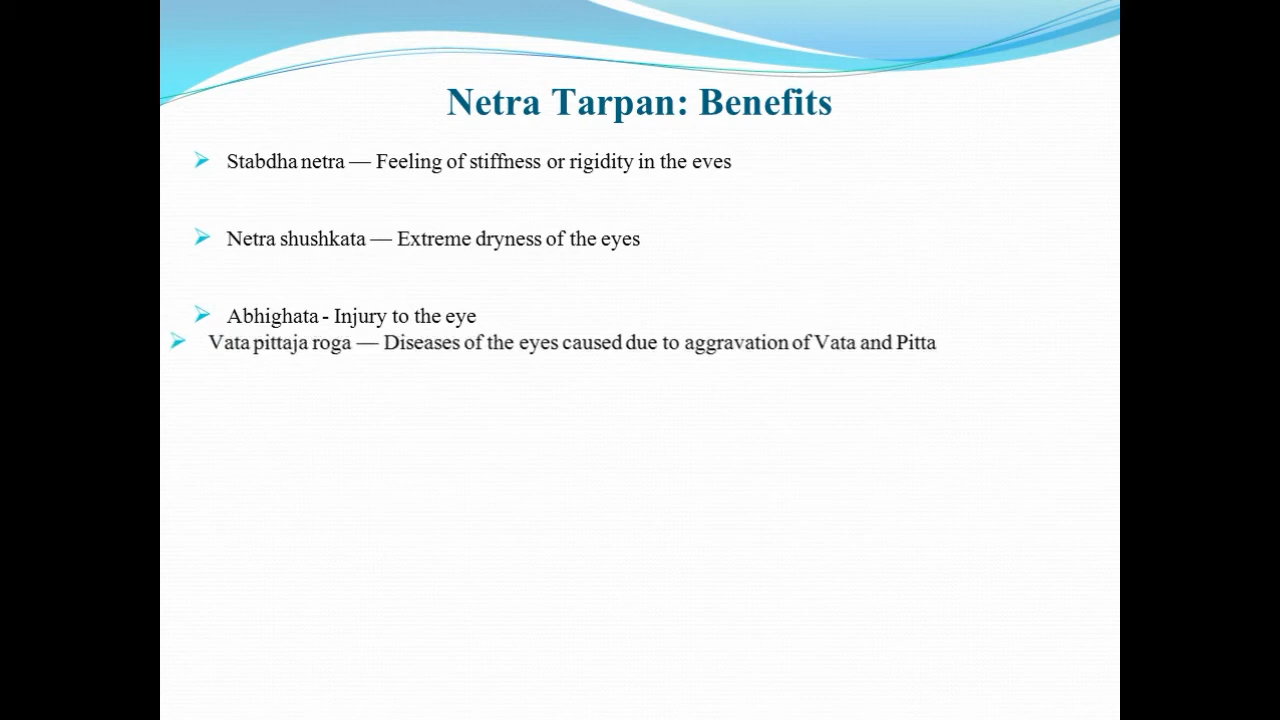 Netra Tarpan: Benefits
Stabdha netra — Feeling of stiffness or rigidity in the eves
Netra shushkata — Extreme dryness of the eyes
Abhighata - Injury to the eye
Vata pittaja roga — Diseases of the eyes caused due to aggravation of Vata and Pitta